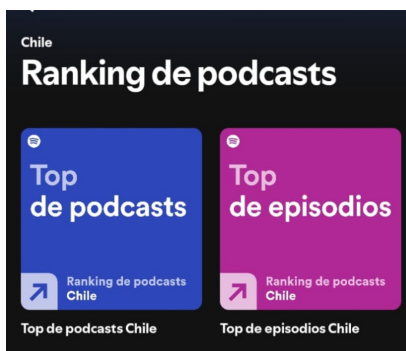 Chile
Ranking de podcasts
Top
de podcasts
Ranking de podcasts
Chile
Top de podcasts Chile
Top
de episodios
Ranking de podcasts
Chile
Top de episodios Chile